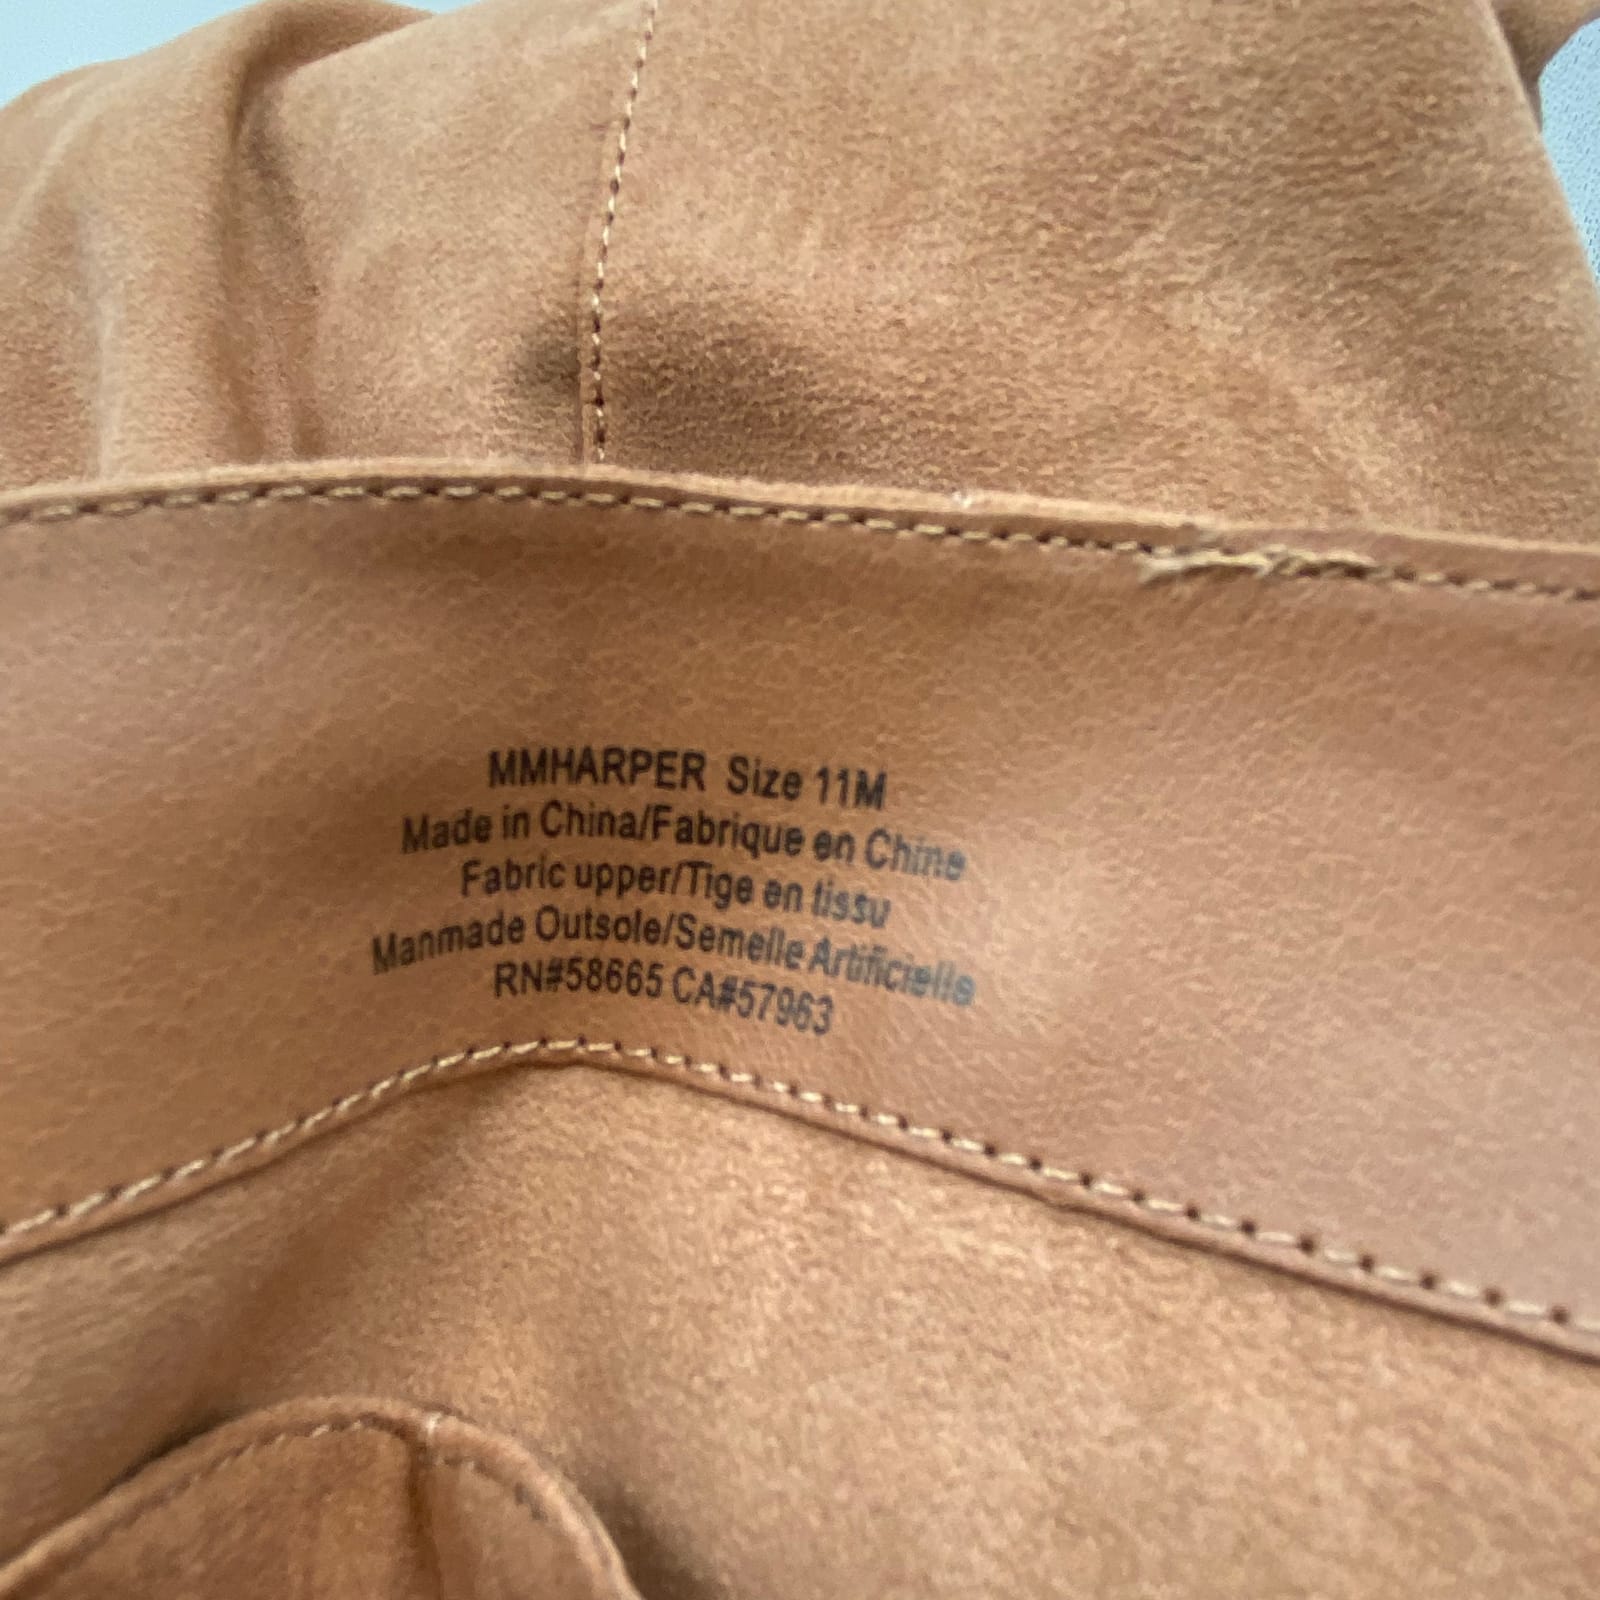 MMHARPER Size 11M
Made in China/Fabrique en Chine
Fabric upper/Tige en tissu
Manmade Outsole/Semelle Artificielle
RN#58665 CA#57963